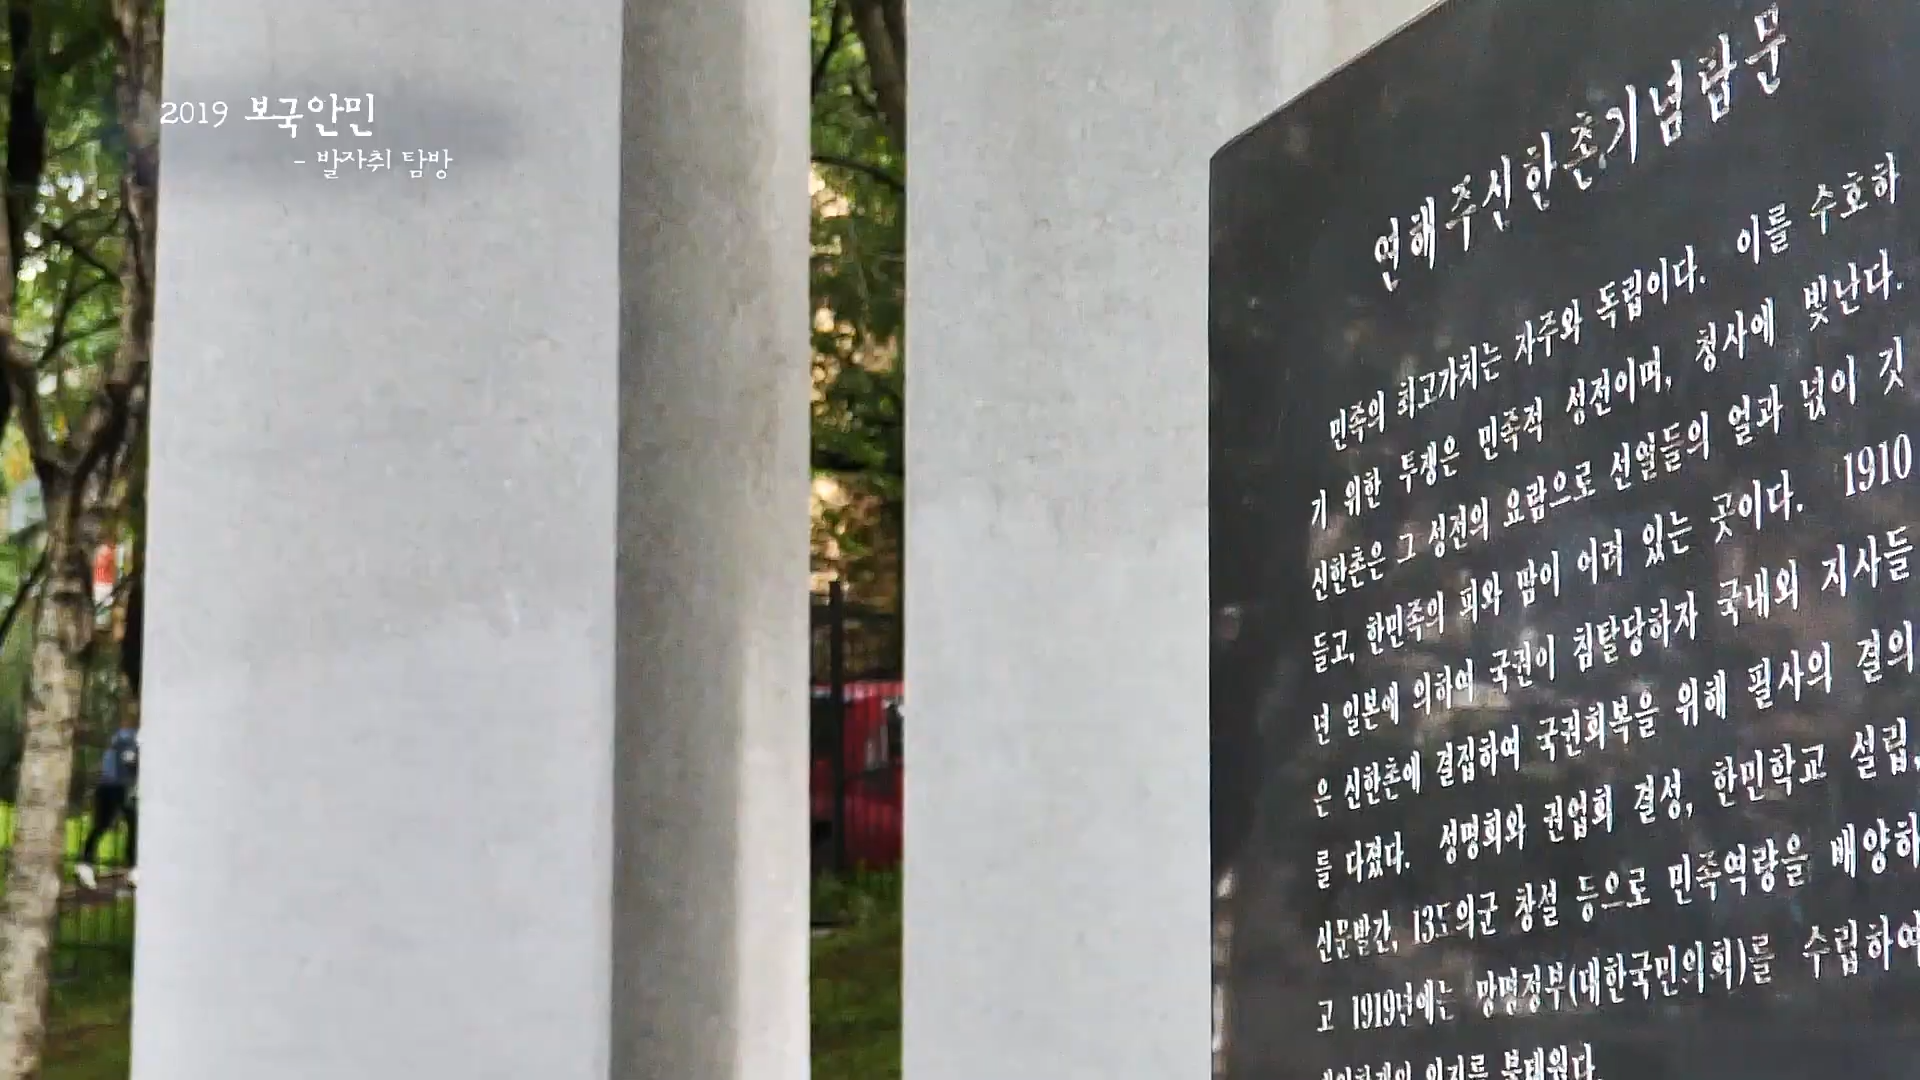 2019 보국안민
- 발자취 탐방
연해주신한촌기념탑문
민족의 최고가치는 자주와 독립이다. 이를 수호하
기 위한 투쟁은 민족적 성전이며, 청사에 빛난다.
신한촌은 그 성전의 요람으로 선열들의 얼과 넋이 깃
들고, 한민족의 피와 땀이 어려 있는 곳이다. 1910
년 일본에 의하여 국권이 침탈당하자 국내외 지사들
은 신한촌에 결집하여 국권회복을 위해 필사의 결의
를 다졌다. 성명회와 권업회 결성, 한민학교 설립,
신문발간, 13도의군 창설 등으로 민족역량을 배양하
고 1919년에는 망명정부(대한국민의회)를 수립하여
의지를 불태웠다.